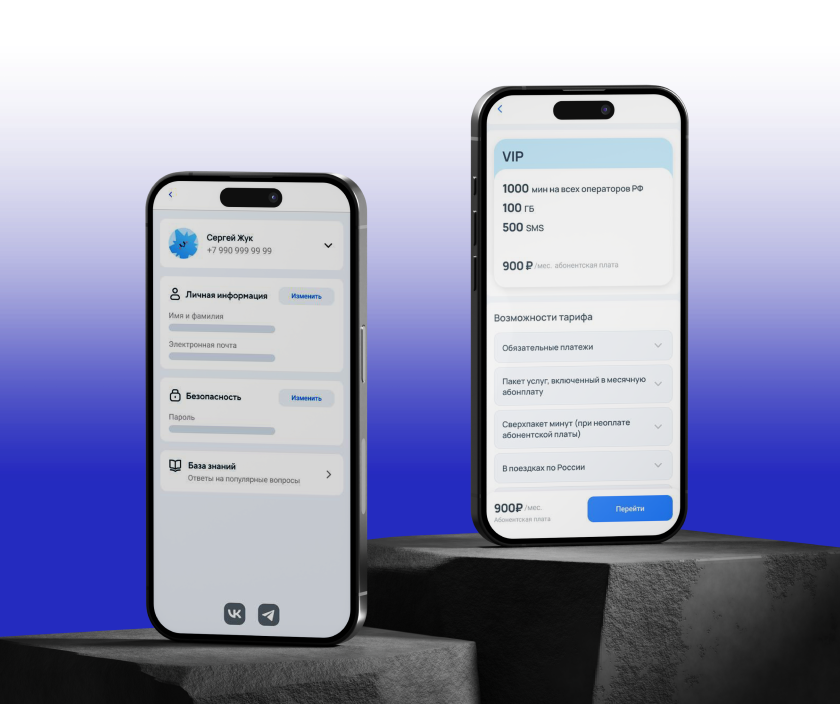 Сергей Жук
+7 990 999 99 99
Личная информация
Изменить
Имя и фамилия
Электронная почта
Безопасность
Изменить
Пароль
База знаний
Ответы на популярные вопросы
VIP
1000 мин на всех операторов РФ
100 ГБ
500 SMS
900 ₽ /мес. абонентская плата
Возможности тарифа
Обязательные платежи
Пакет услуг, включенный в месячную
абонплату
Сверхпакет минут (при неоплате
абонентской платы)
В поездках по России
900₽ /мес.
Абонентская плата
Перейти